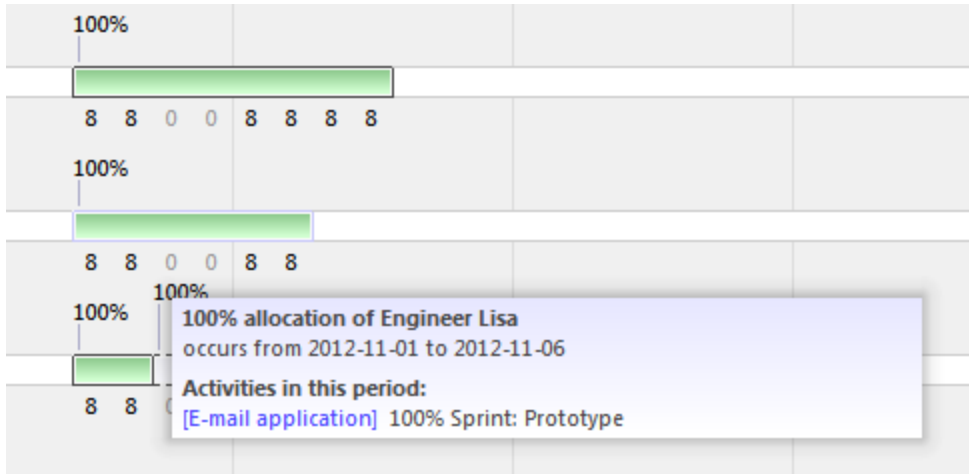 100%
8 8 0 0 8 8 8 8
100%
8 8 0 0 8 8
100%
100%
100% allocation of Engineer Lisa
occurs from 2012-11-01 to 2012-11-06
Activities in this period:
[E-mail application] 100% Sprint: Prototype
8 8